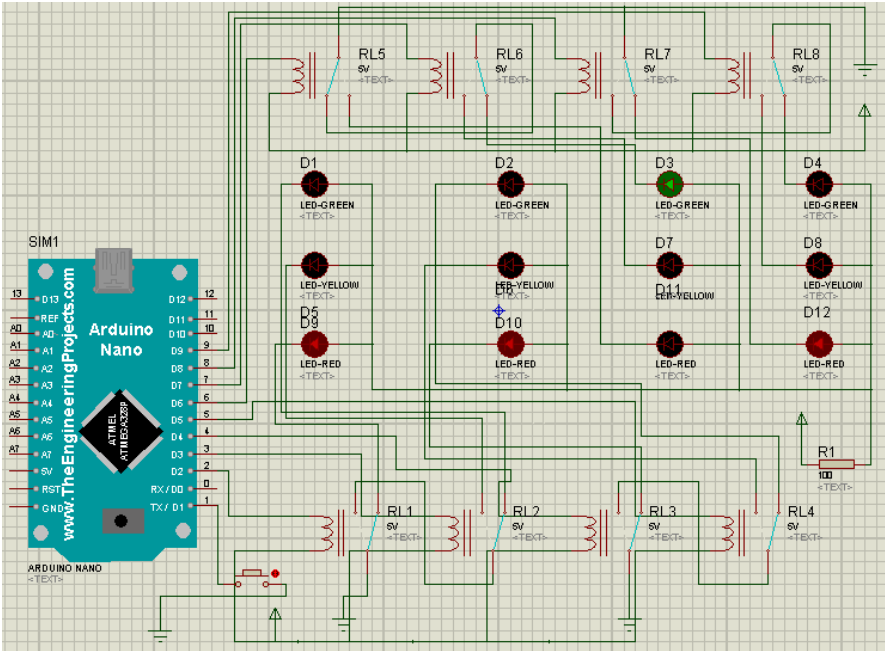 RL5
5V
<TEXT>
RL6
5V
<TEXT>
RL7
5V
<TEXT>
RL8
5V
<TEXT>
D1
LED-GREEN
<TEXT>
D2
LED-GREEN
<TEXT>
D3
LED-GREEN
<TEXT>
D4
LED-GREEN
<TEXT>
SIM1
LED-YELLOW
D5
LED-YELLOW
D6
D7
LED-YELLOW
D8
LED-YELLOW
<TEXT>
D9
LED-RED
<TEXT>
D10
LED-RED
<TEXT>
D11
LED-RED
<TEXT>
D12
LED-RED
<TEXT>
www.TheEngineeringProjects.com
Arduino
Nano
ATMEL
ATMEGA328P
13 D13
REF
A0 A0
A1 A1
A2 A2
A3 A3
A4 A4
A5 A5
A6 A6
A7 A7
5V
RST
GND
D12 12
D11 11
D10 10
D9 9
D8 8
D7 7
D6 6
D5 5
D4 4
D3 3
D2 2
RX/D0 0
TX/D1 1
ARDUINO NANO
<TEXT>
R1
100
<TEXT>
RL1
5V
<TEXT>
RL2
5V
<TEXT>
RL3
5V
<TEXT>
RL4
5V
<TEXT>